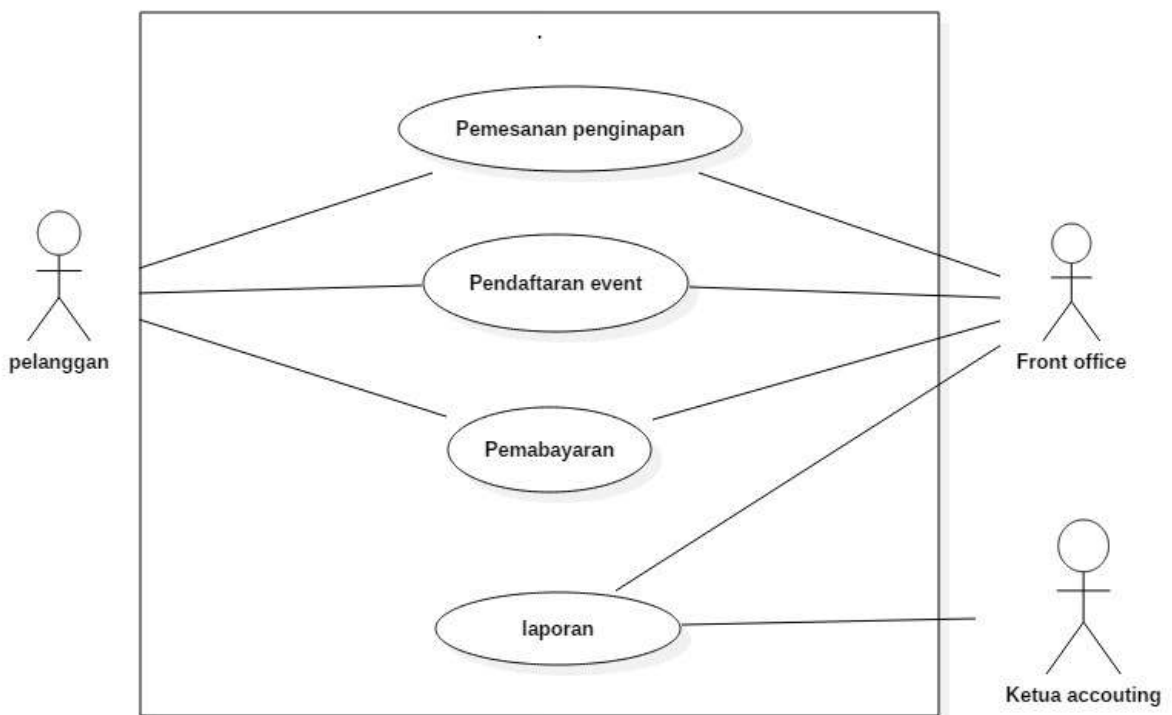 Pemesanan penginapan
Pendaftaran event
pelanggan
Front office
Pemabayaran
laporan
Ketua accouting